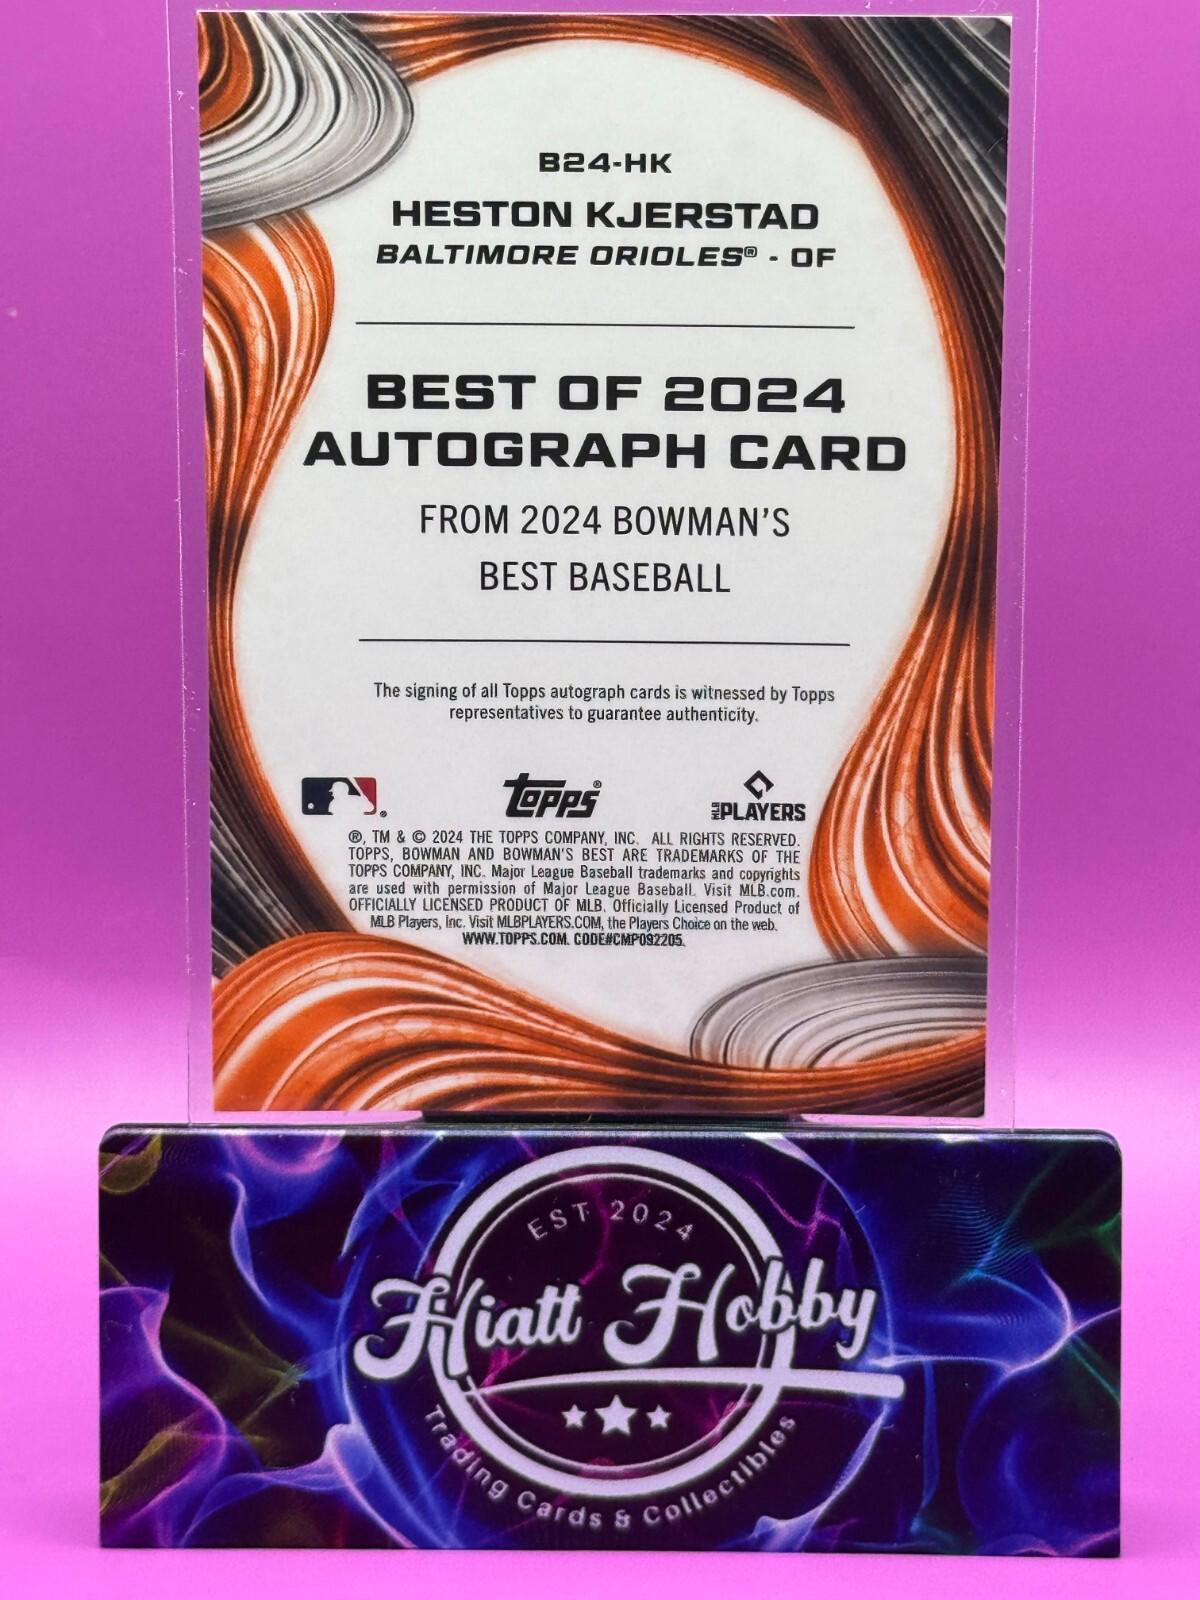 B24-HK
HESTON KJERSTAD
BALTIMORE ORIOLES® - OF
BEST OF 2024
AUTOGRAPH CARD
FROM 2024 BOWMAN'S
BEST BASEBALL
The signing of all Topps autograph cards is witnessed by Topps
representatives to guarantee authenticity.
®
topps®
MLB PLAYERS
®, TM & © 2024 THE TOPPS COMPANY, INC. ALL RIGHTS RESERVED.
TOPPS, BOWMAN AND BOWMAN'S BEST ARE TRADEMARKS OF THE
TOPPS COMPANY, INC. Major League Baseball trademarks and copyrights
are used with permission of Major League Baseball. Visit MLB.com.
OFFICIALLY LICENSED PRODUCT OF MLB. Officially Licensed Product of
MLB Players, Inc. Visit MLBPLAYERS.COM, the Players Choice on the web.
WWW.TOPPS.COM. CODE#CMP092205.
EST 2024
Hiatt Hobby
Trading Cards & Collectibles